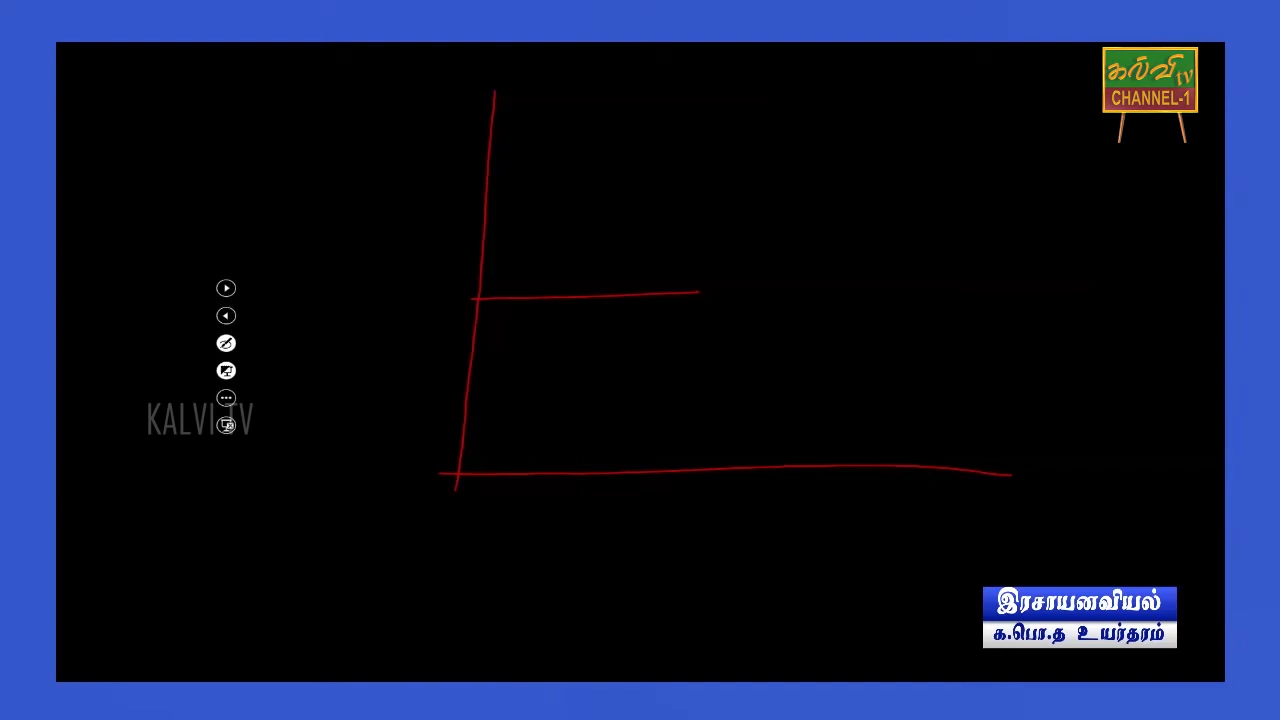 கல்வி tv
CHANNEL-1
KALVI TV
இரசாயனவியல்
க.பொ.த உயர்தரம்